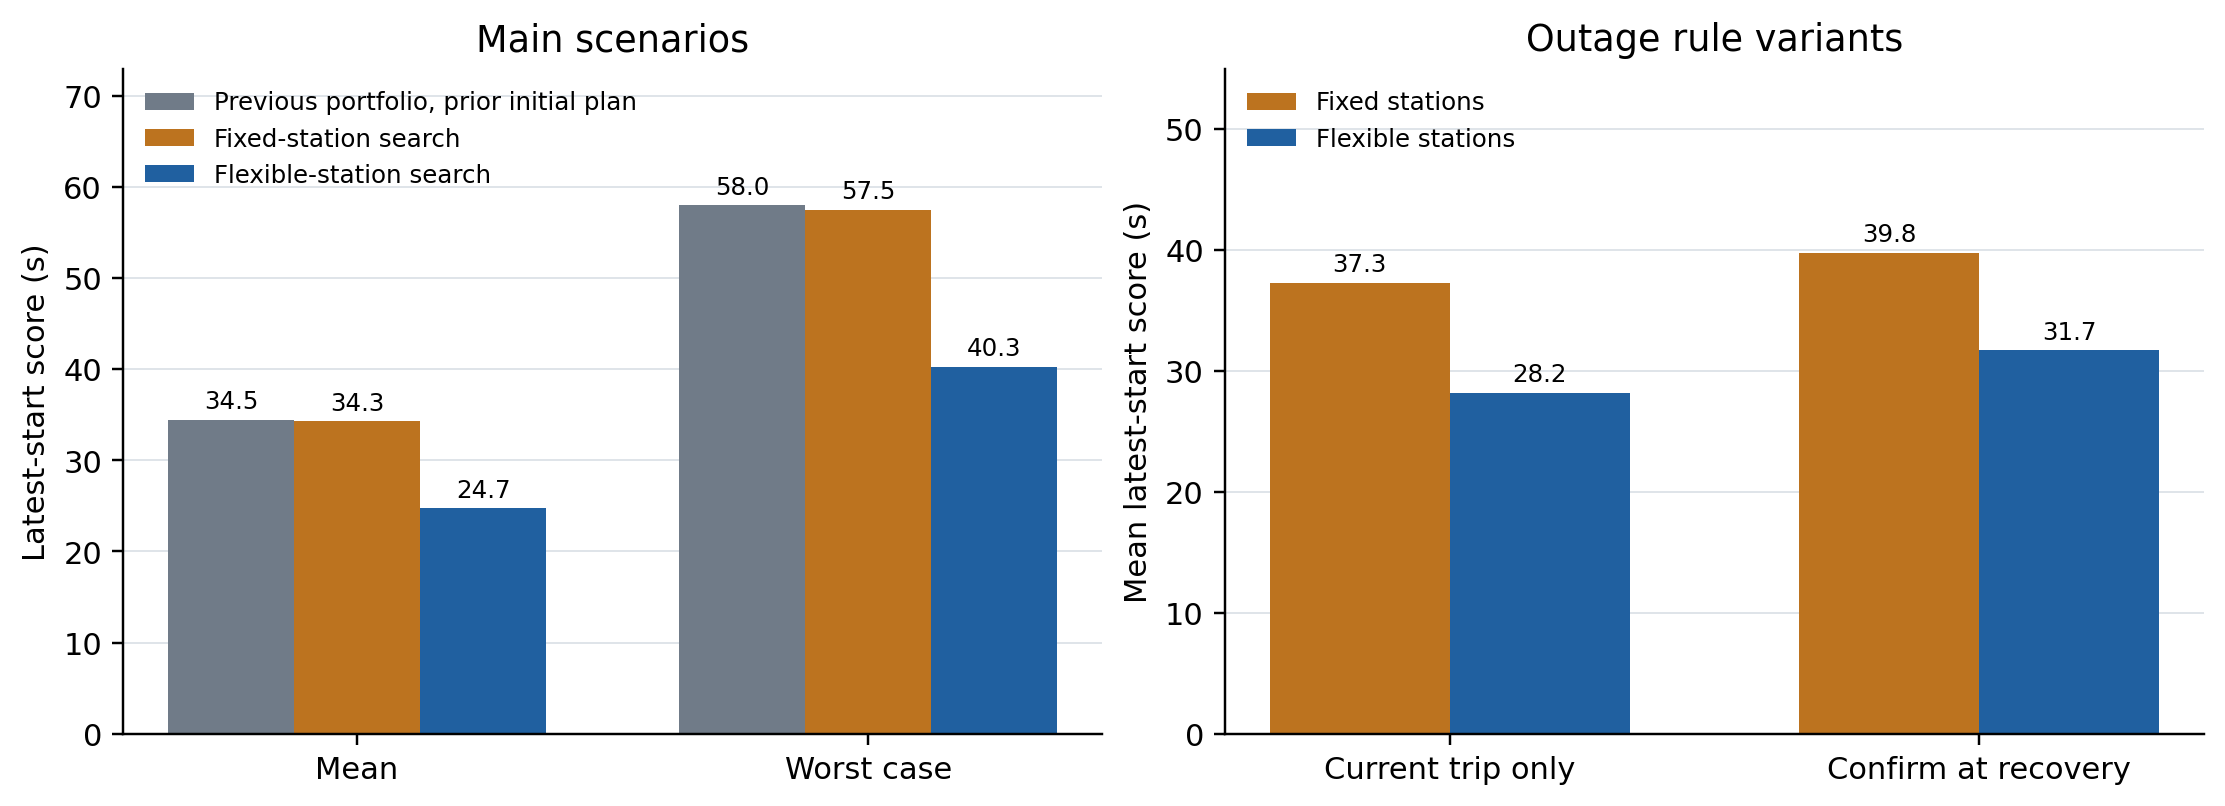 Main scenarios
Latest-start score (s)
70
60
50
40
30
20
10
0
Previous portfolio, prior initial plan
Fixed-station search
Flexible-station search
34.5
34.3
24.7
58.0
57.5
40.3
Mean
Worst case
Outage rule variants
Mean latest-start score (s)
50
40
30
20
10
0
Fixed stations
Flexible stations
37.3
28.2
39.8
31.7
Current trip only
Confirm at recovery